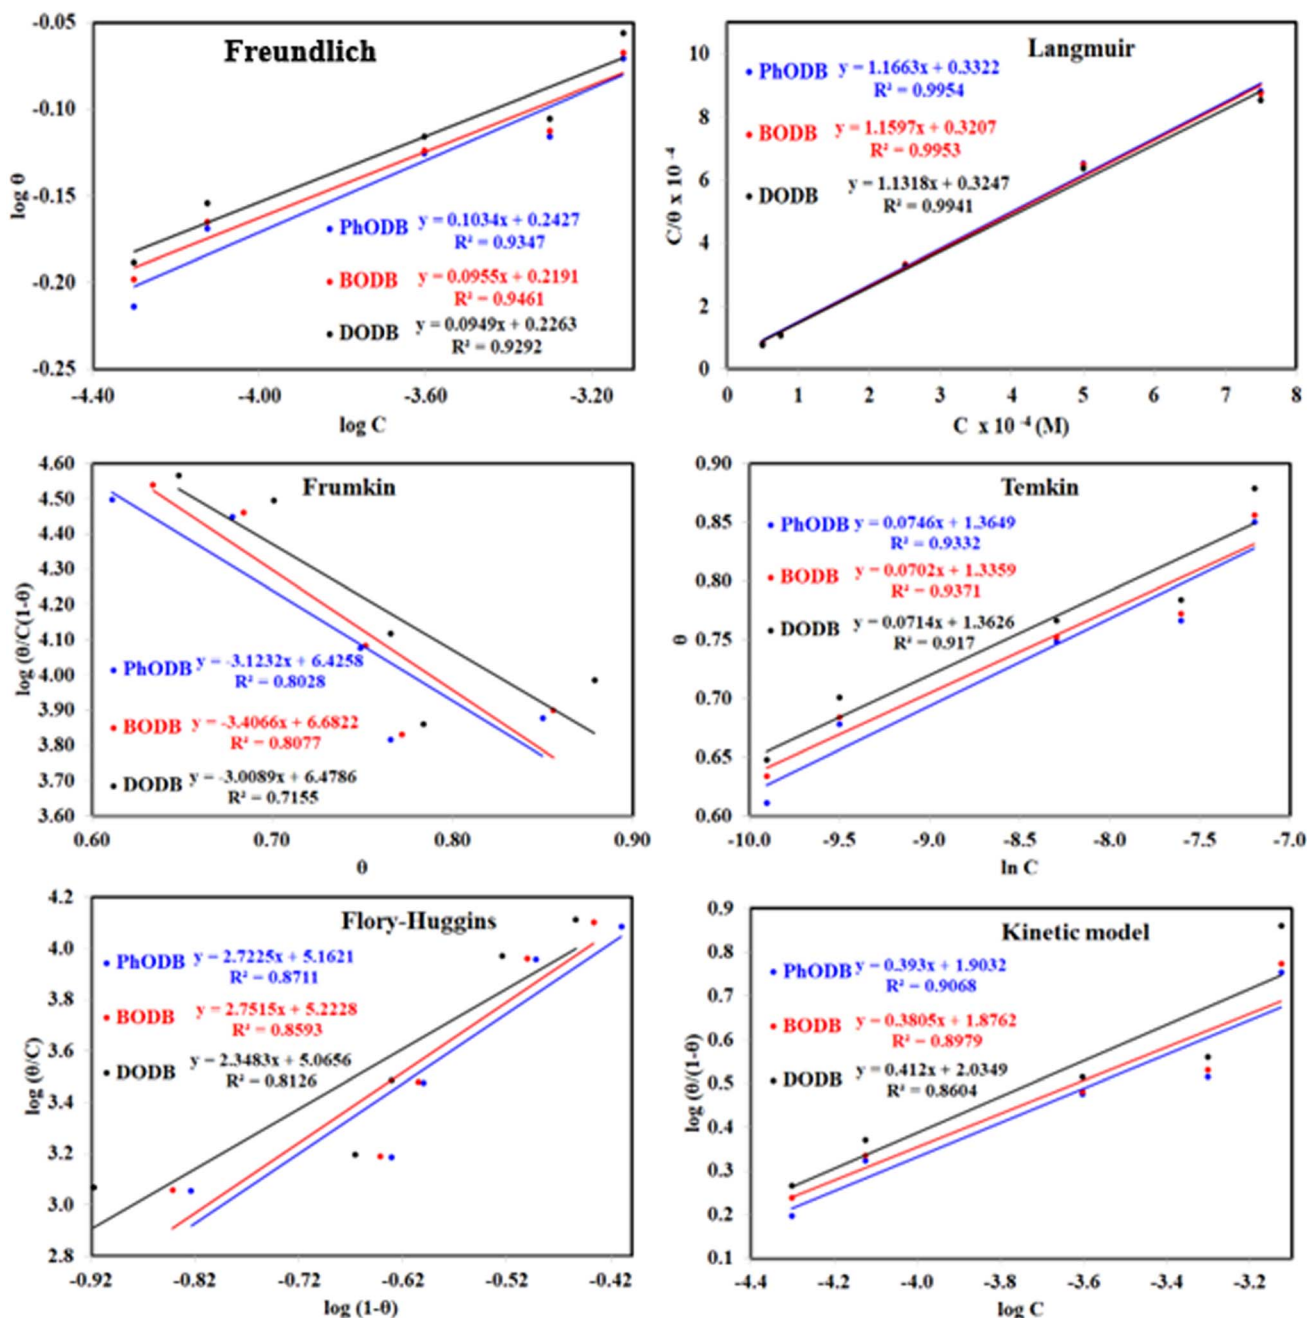 Freundlich
log θ
-0.05
-0.10
-0.15
-0.20
-0.25
PhODB y = 0.1034x + 0.2427
R² = 0.9347
BODB y = 0.0955x + 0.2191
R² = 0.9461
DODB y = 0.0949x + 0.2263
R² = 0.9292
-4.40 -4.00 -3.60 -3.20
log C
Langmuir
C/θ x 10 -4
10
8
6
4
2
0
PhODB y = 1.1663x + 0.3322
R² = 0.9954
BODB y = 1.1597x + 0.3207
R² = 0.9953
DODB y = 1.1318x + 0.3247
R² = 0.9941
0 1 2 3 4 5 6 7 8
C x 10 -4 (M)
Frumkin
log (θ/C(1-θ)
4.60
4.50
4.40
4.30
4.20
4.10
4.00
3.90
3.80
3.70
3.60
PhODB y = -3.1232x + 6.4258
R² = 0.8028
BODB y = -3.4066x + 6.6822
R² = 0.8077
DODB y = -3.0089x + 6.4786
R² = 0.7155
0.60 0.70 0.80 0.90
θ
Temkin
θ
0.90
0.85
0.80
0.75
0.70
0.65
0.60
PhODB y = 0.0746x + 1.3649
R² = 0.9332
BODB y = 0.0702x + 1.3359
R² = 0.9371
DODB y = 0.0714x + 1.3626
R² = 0.917
-10.0 -9.5 -9.0 -8.5 -8.0 -7.5 -7.0
ln C
Flory-Huggins
log (θ/C)
4.2
4.0
3.8
3.6
3.4
3.2
3.0
2.8
PhODB y = 2.7225x + 5.1621
R² = 0.8711
BODB y = 2.7515x + 5.2228
R² = 0.8593
DODB y = 2.3483x + 5.0656
R² = 0.8126
-0.92 -0.82 -0.72 -0.62 -0.52 -0.42
log (1-θ)
Kinetic model
log (θ/(1-θ)
0.9
0.8
0.7
0.6
0.5
0.4
0.3
0.2
0.1
PhODB y = 0.393x + 1.9032
R² = 0.9068
BODB y = 0.3805x + 1.8762
R² = 0.8979
DODB y = 0.412x + 2.0349
R² = 0.8604
-4.4 -4.0 -3.6 -3.2
log C